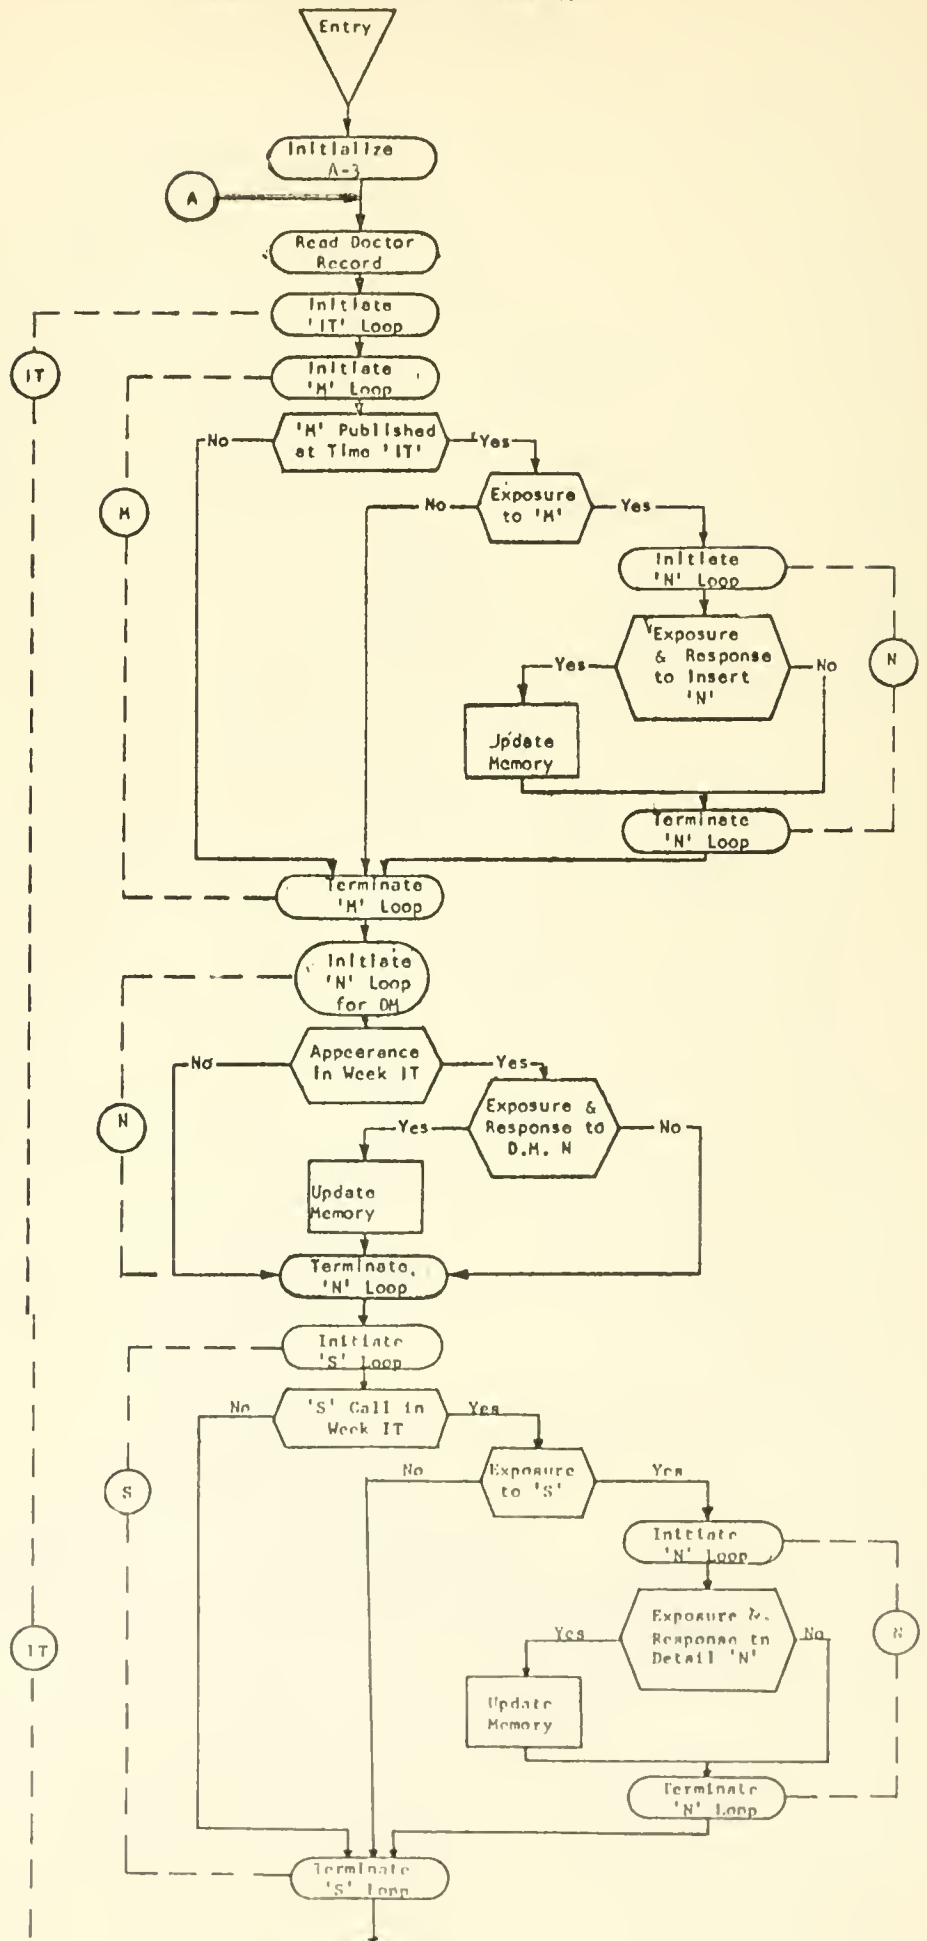 Entry
Initialize
A-3
A
Read Doctor
Record
Initiate
'IT' Loop
IT
Initiate
'M' Loop
No
'M' Published
at Time 'IT'
Yes
M
No
Exposure
to 'M'
Yes
Initiate
'N' Loop
Yes
Exposure
& Response
to Insert
'N'
No
N
Update
Memory
Terminate
'N' Loop
Terminate
'M' Loop
Initiate
'N' Loop
for DM
No
Appearance
in Week IT
Yes
N
Yes
Exposure &
Response to
D.M. N
No
Update
Memory
Terminate
'N' Loop
Initiate
'S' Loop
No
'S' Call in
Week IT
Yes
S
No
Exposure
to 'S'
Yes
Initiate
'N' Loop
IT
Yes
Exposure &
Response to
Detail 'N'
No
N
Update
Memory
Terminate
'N' Loop
Terminate
'S' Loop